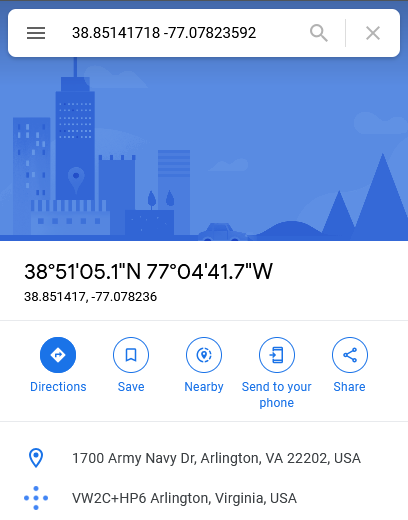 38.85141718 -77.07823592
38°51'05.1"N 77°04'41.7"W
38.851417, -77.078236
Directions
Save
Nearby
Send to your
phone
Share
1700 Army Navy Dr, Arlington, VA 22202, USA
VW2C+HP6 Arlington, Virginia, USA